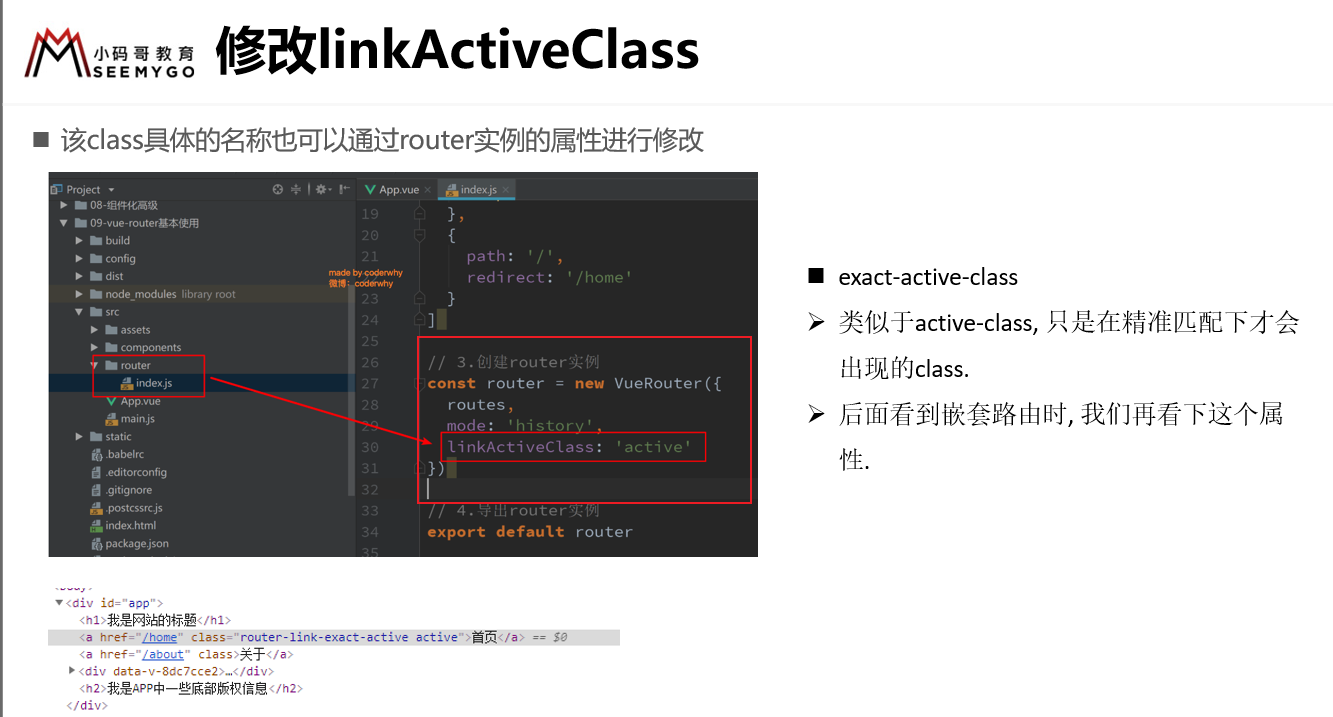 小码哥教育
SEEMYGO
修改linkActiveClass
该class具体的名称也可以通过router实例的属性进行修改
Project
08-组件化高级
09-vue-router基本使用
build
config
dist
node_modules library root
src
assets
components
router
index.js
App.vue
main.js
static
.babelrc
.editorconfig
.gitignore
.postcssrc.js
index.html
package.json
made by coderwhy
微博：coderwhy
App.vue
index.js
19 },
20 {
21 path: '/',
22 redirect: '/home'
23 }
24 ]
25
26 // 3.创建router实例
27 const router = new VueRouter({
28 routes,
29 mode: 'history',
30 linkActiveClass: 'active'
31 })
32
33 // 4.导出router实例
34 export default router
35
exact-active-class
类似于active-class, 只是在精准匹配下才会
出现的class.
后面看到嵌套路由时, 我们再看下这个属
性.
<body>
<div id="app">
<h1>我是网站的标题</h1>
<a href="/home" class="router-link-exact-active active">首页</a> == $0
<a href="/about" class>关于</a>
<div data-v-8dc7cce2>…</div>
<h2>我是APP中一些底部版权信息</h2>
</div>